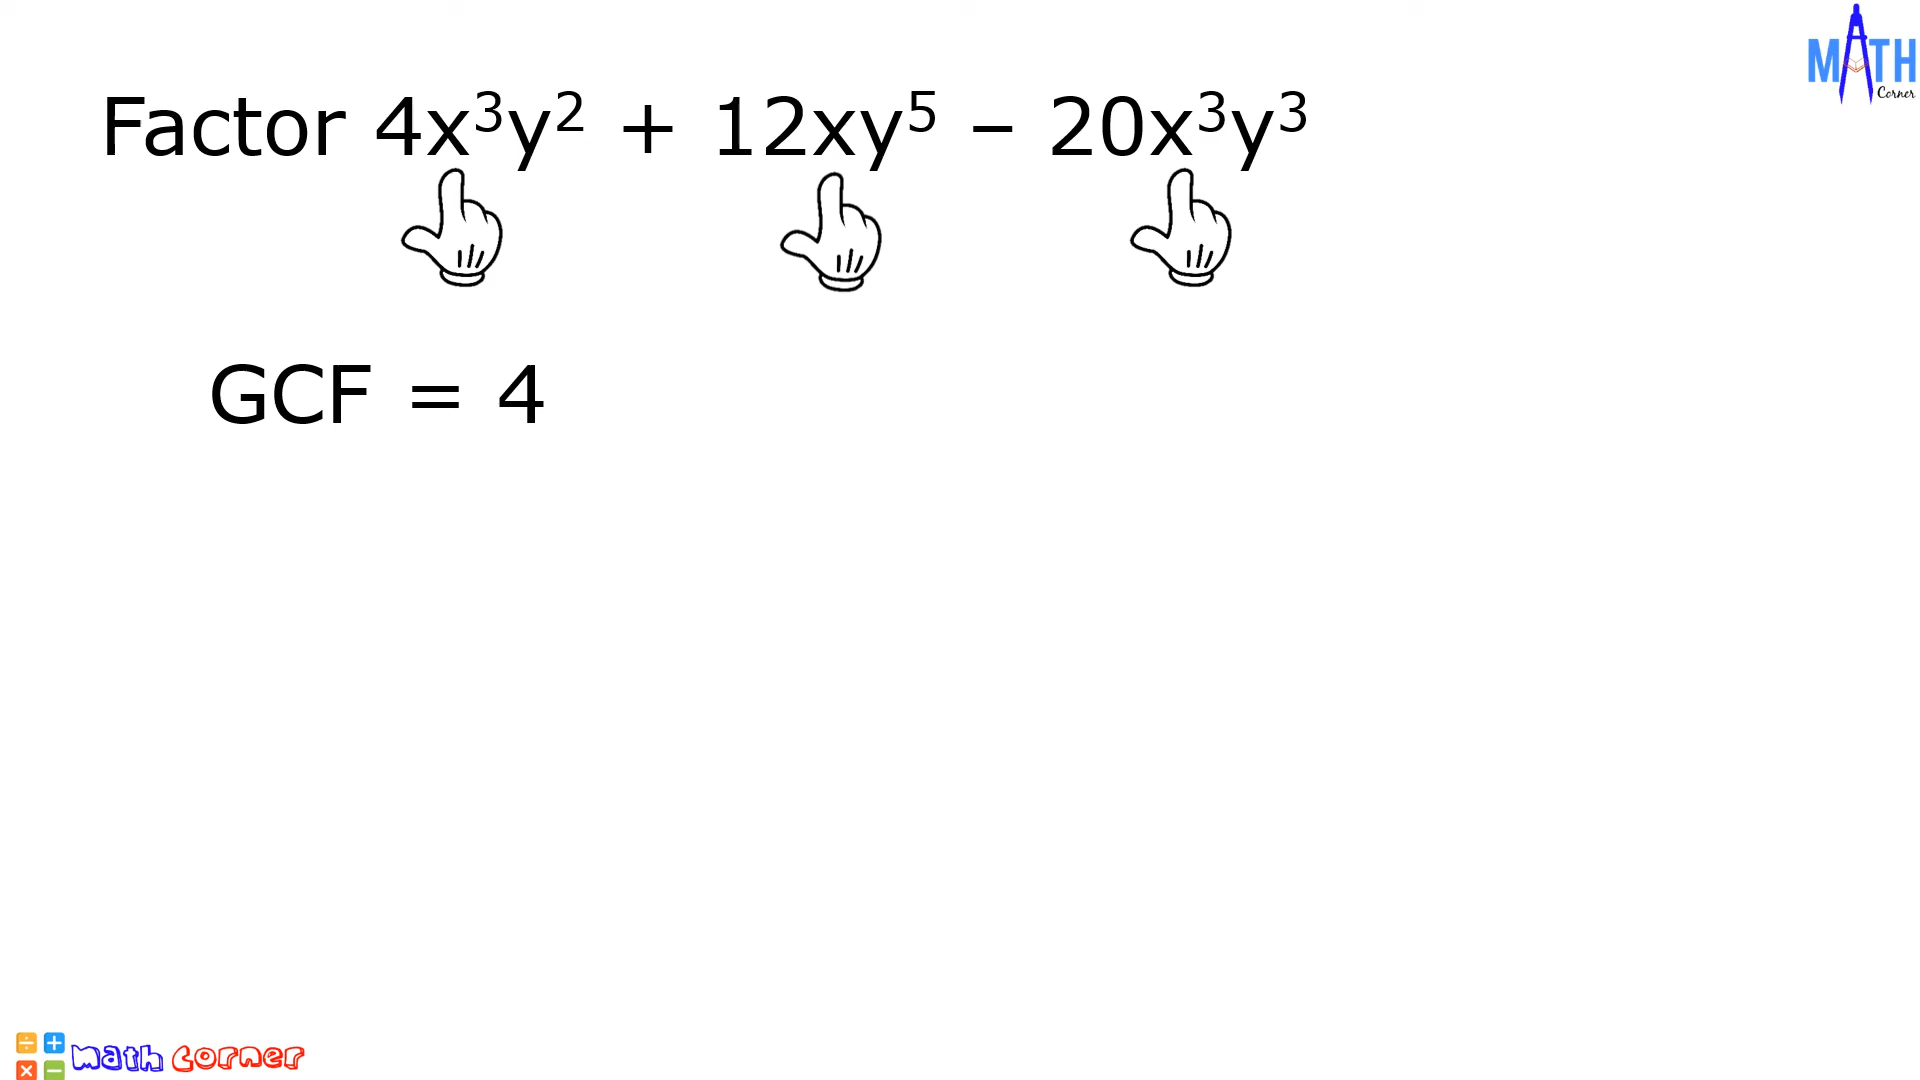 MATH
Corner
Factor 4x³y² + 12xy⁵ – 20x³y³
GCF = 4
÷ +
× −
math corner